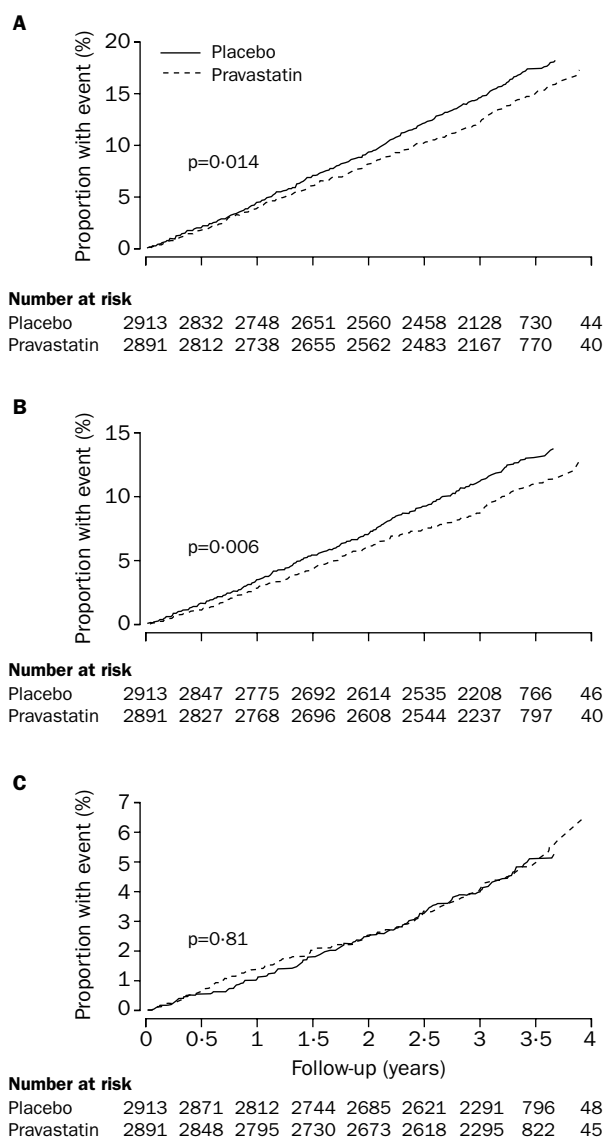 A
Proportion with event (%)
20
15
10
5
0
Placebo
Pravastatin
p=0·014
Number at risk
Placebo 2913 2832 2748 2651 2560 2458 2128 730 44
Pravastatin 2891 2812 2738 2655 2562 2483 2167 770 40
B
Proportion with event (%)
15
10
5
0
p=0·006
Number at risk
Placebo 2913 2847 2775 2692 2614 2535 2208 766 46
Pravastatin 2891 2827 2768 2696 2608 2544 2237 797 40
C
Proportion with event (%)
7
6
5
4
3
2
1
0
p=0·81
0 0·5 1 1·5 2 2·5 3 3·5 4
Follow-up (years)
Number at risk
Placebo 2913 2871 2812 2744 2685 2621 2291 796 48
Pravastatin 2891 2848 2795 2730 2673 2618 2295 822 45